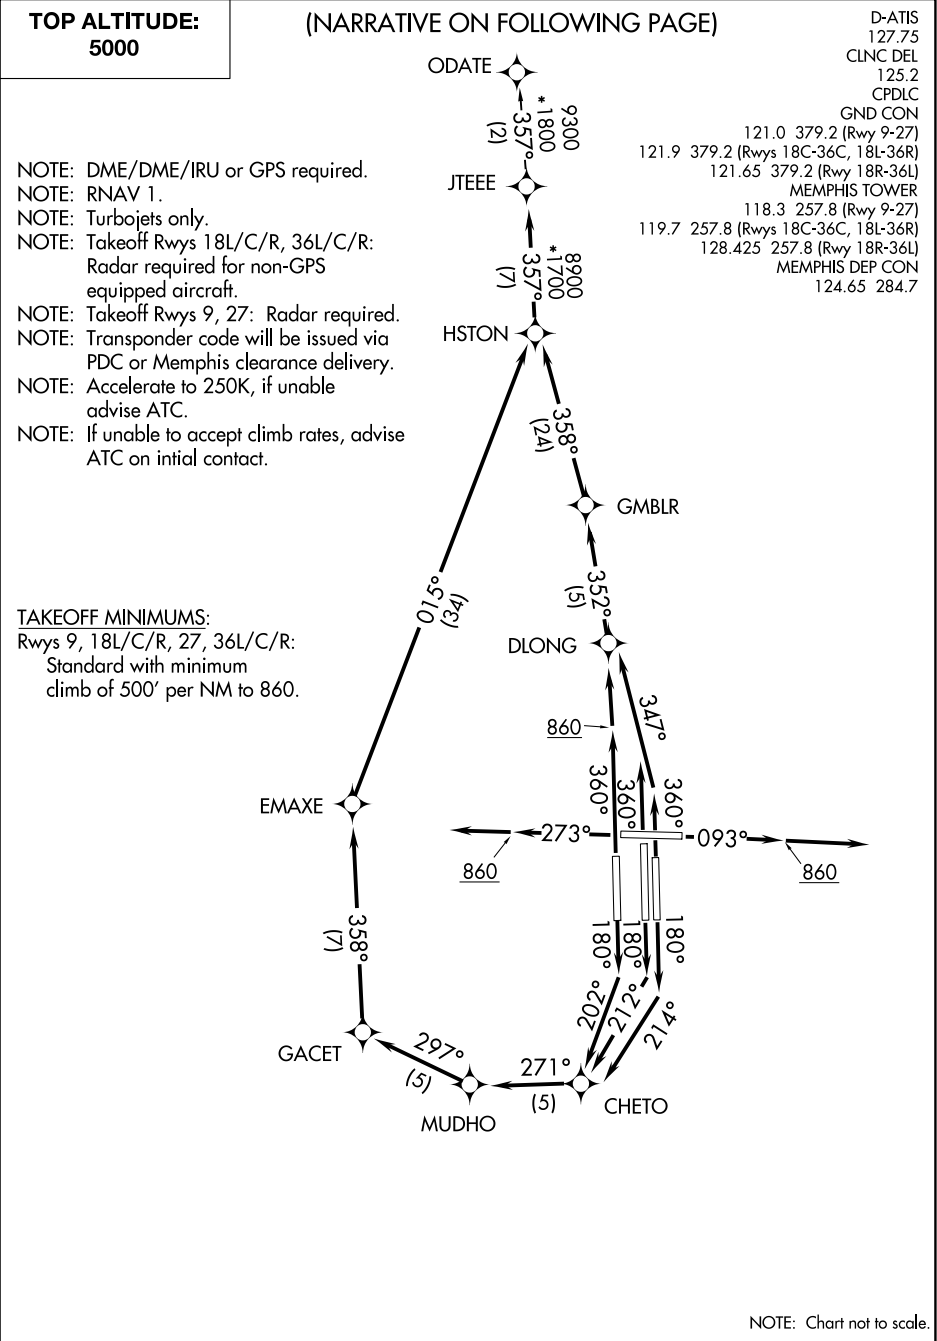 TOP ALTITUDE:
5000
(NARRATIVE ON FOLLOWING PAGE)
D-ATIS
127.75
CLNC DEL
125.2
CPDLC
GND CON
121.0 379.2 (Rwy 9-27)
121.9 379.2 (Rwys 18C-36C, 18L-36R)
121.65 379.2 (Rwy 18R-36L)
MEMPHIS TOWER
118.3 257.8 (Rwy 9-27)
119.7 257.8 (Rwys 18C-36C, 18L-36R)
128.425 257.8 (Rwy 18R-36L)
MEMPHIS DEP CON
124.65 284.7
NOTE: DME/DME/IRU or GPS required.
NOTE: RNAV 1.
NOTE: Turbojets only.
NOTE: Takeoff Rwys 18L/C/R, 36L/C/R:
Radar required for non-GPS
equipped aircraft.
NOTE: Takeoff Rwys 9, 27: Radar required.
NOTE: Transponder code will be issued via
PDC or Memphis clearance delivery.
NOTE: Accelerate to 250K, if unable
advise ATC.
NOTE: If unable to accept climb rates, advise
ATC on intial contact.
TAKEOFF MINIMUMS:
Rwys 9, 18L/C/R, 27, 36L/C/R:
Standard with minimum
climb of 500' per NM to 860.
ODATE
9300
*1800
357°
(2)
JTEEE
8900
*1700
357°
(7)
HSTON
358°
(24)
GMBLR
015°
(34)
352°
(5)
DLONG
347°
860
360°
360°
360°
EMAXE
273°
093°
860
860
180°
180°
180°
358°
(7)
202°
212°
214°
GACET
297°
(5)
271°
(5)
CHETO
MUDHO
NOTE: Chart not to scale.